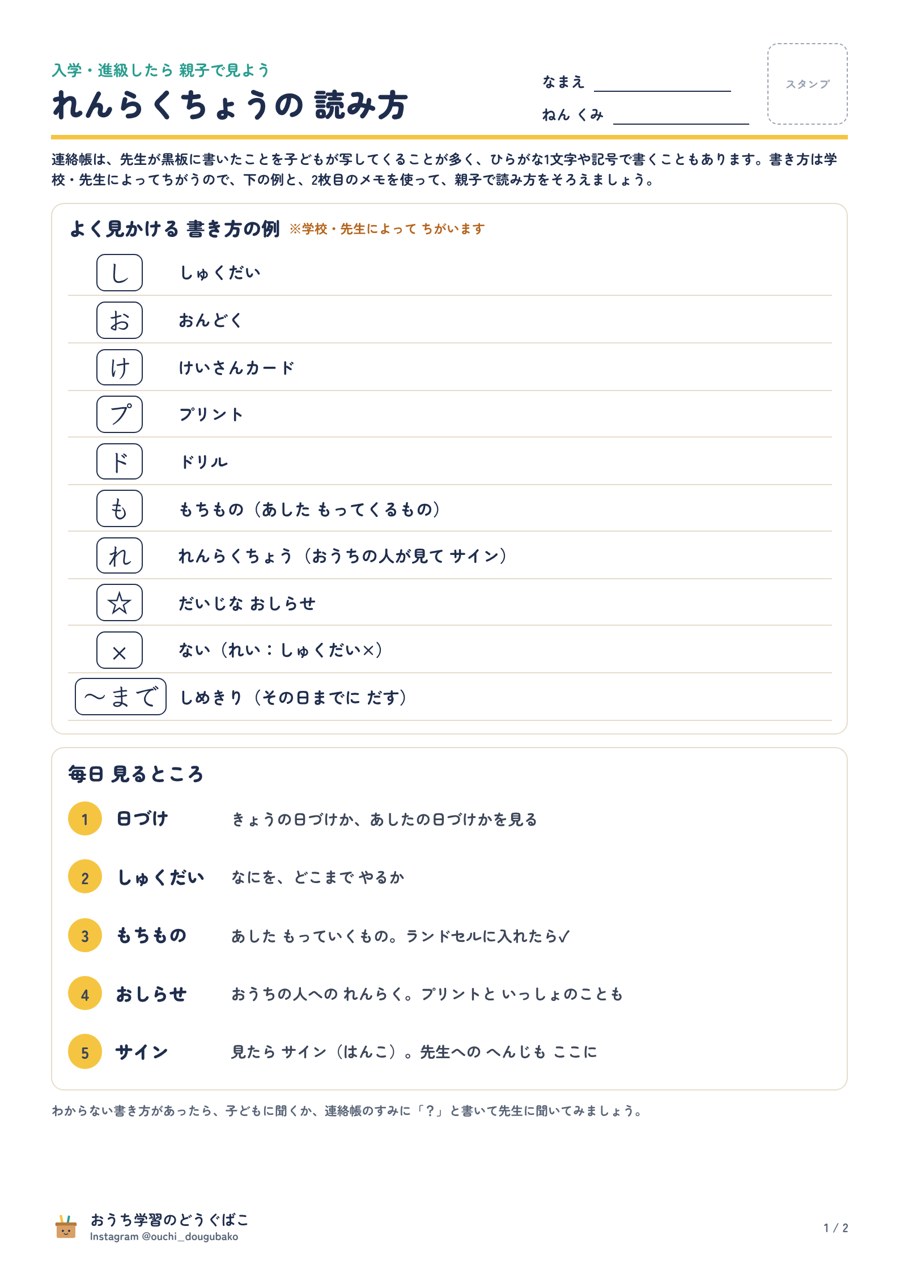 入学・進級したら 親子で見よう
れんらくちょうの 読み方
なまえ
ねん くみ
スタンプ
連絡帳は、先生が黒板に書いたことを子どもが写してくることが多く、ひらがな1文字や記号で書くこともあります。書き方は学
校・先生によってちがうので、下の例と、2枚目のメモを使って、親子で読み方をそろえましょう。
よく見かける 書き方の例 ※学校・先生によって ちがいます
し しゅくだい
お おんどく
け けいさんカード
プ プリント
ド ドリル
も もちもの（あした もってくるもの）
れ れんらくちょう（おうちの人が見て サイン）
☆ だいじな おしらせ
× ない（れい：しゅくだい×）
〜まで しめきり（その日までに だす）
毎日 見るところ
1 日づけ きょうの日づけか、あしたの日づけかを見る
2 しゅくだい なにを、どこまで やるか
3 もちもの あした もっていくもの。ランドセルに入れたら✓
4 おしらせ おうちの人への れんらく。プリントと いっしょのことも
5 サイン 見たら サイン（はんこ）。先生への へんじも ここに
わからない書き方があったら、子どもに聞くか、連絡帳のすみに「？」と書いて先生に聞いてみましょう。
おうち学習のどうぐばこ
Instagram @ouchi_dougubako
1 / 2